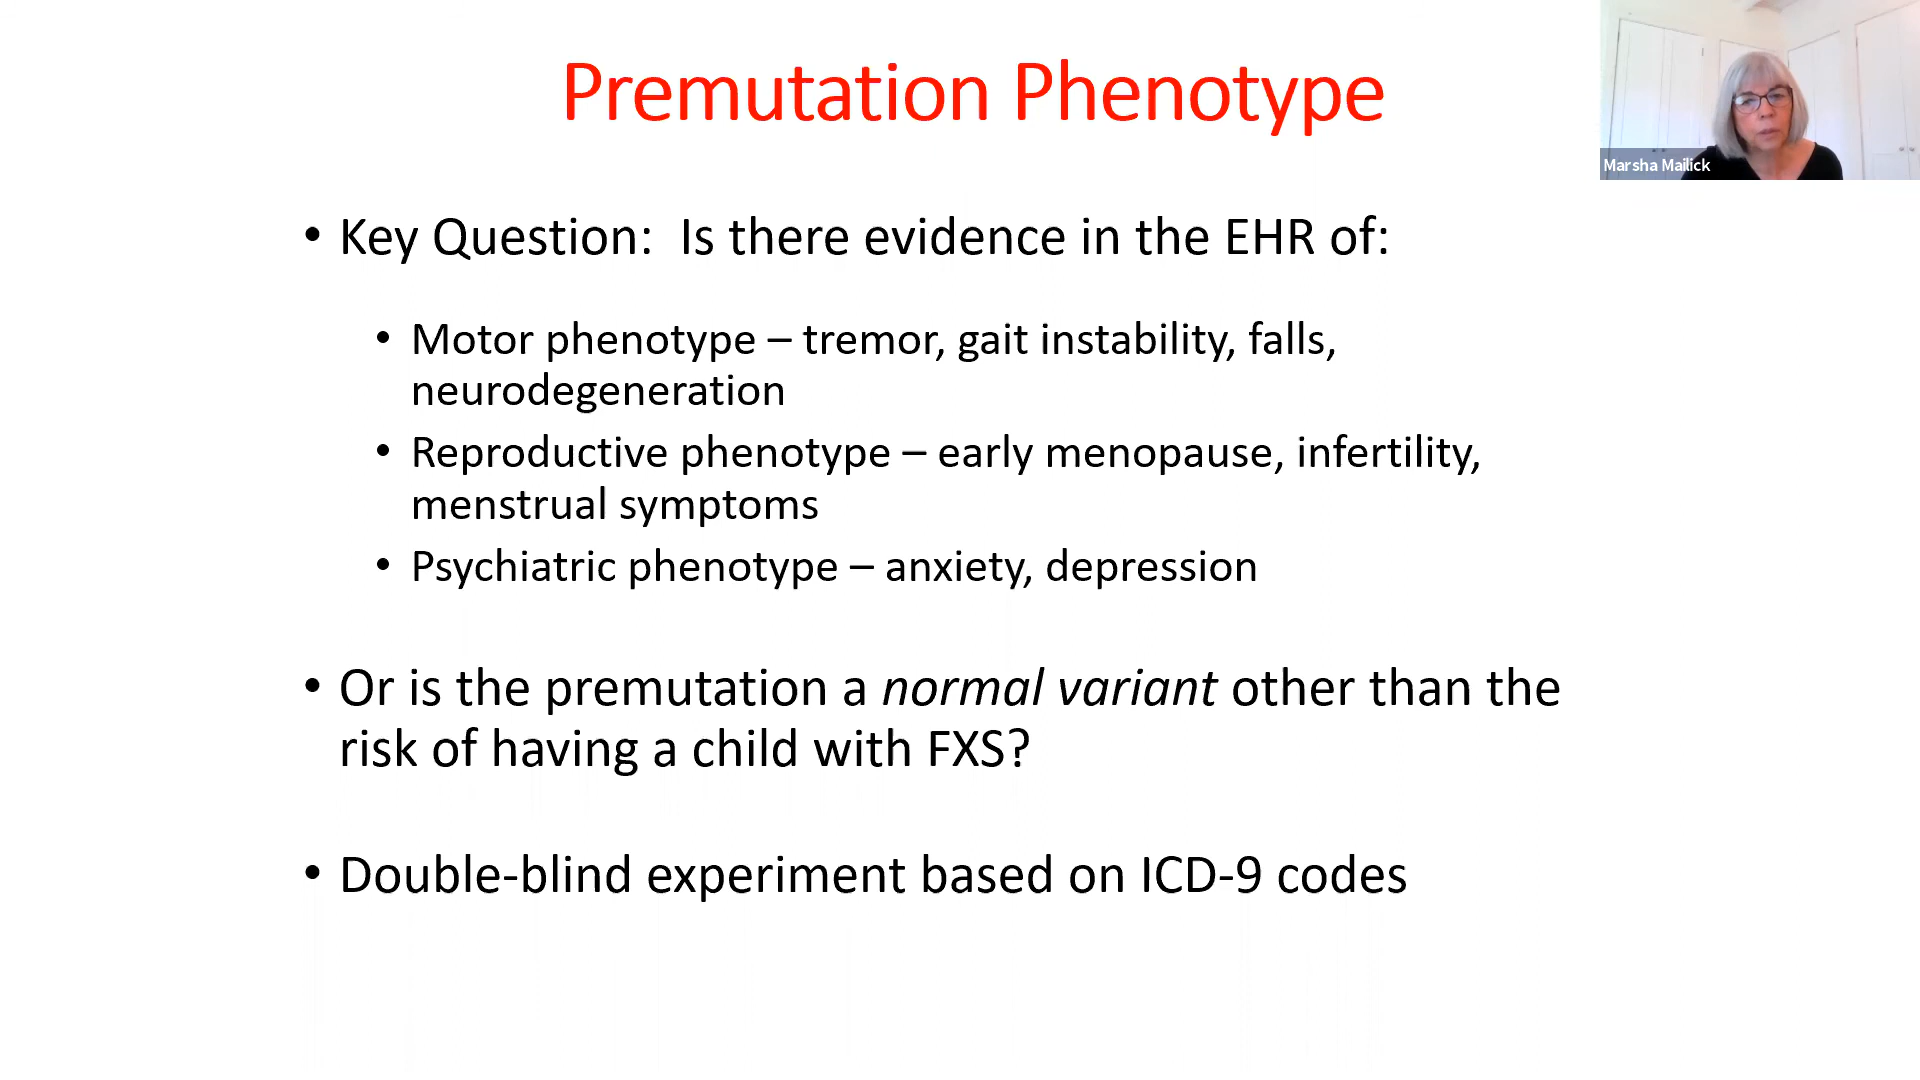 Premutation Phenotype
Marsha Mailick
• Key Question:  Is there evidence in the EHR of:
• Motor phenotype – tremor, gait instability, falls,
neurodegeneration
• Reproductive phenotype – early menopause, infertility,
menstrual symptoms
• Psychiatric phenotype – anxiety, depression
• Or is the premutation a normal variant other than the
risk of having a child with FXS?
• Double-blind experiment based on ICD-9 codes